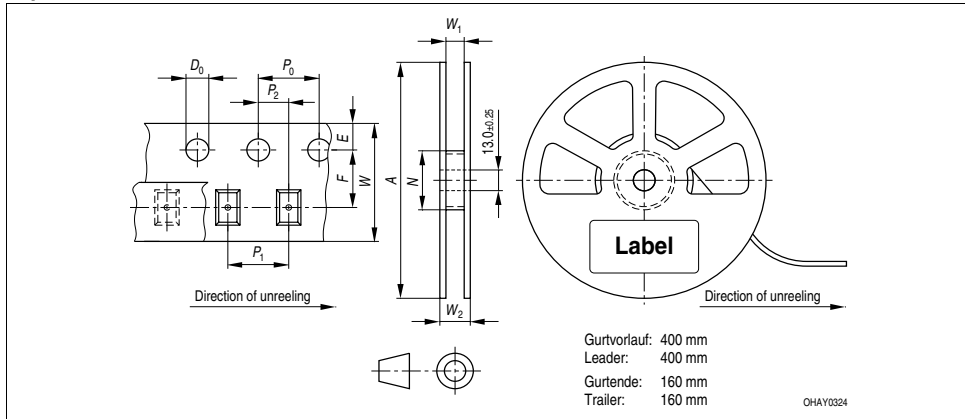 W1
D0
P0
P2
E
F
W
A
N
13.0±0.25
P1
W2
Label
Direction of unreeling
Direction of unreeling
Gurtvorlauf: 400 mm
Leader: 400 mm
Gurtende: 160 mm
Trailer: 160 mm
OHAY0324